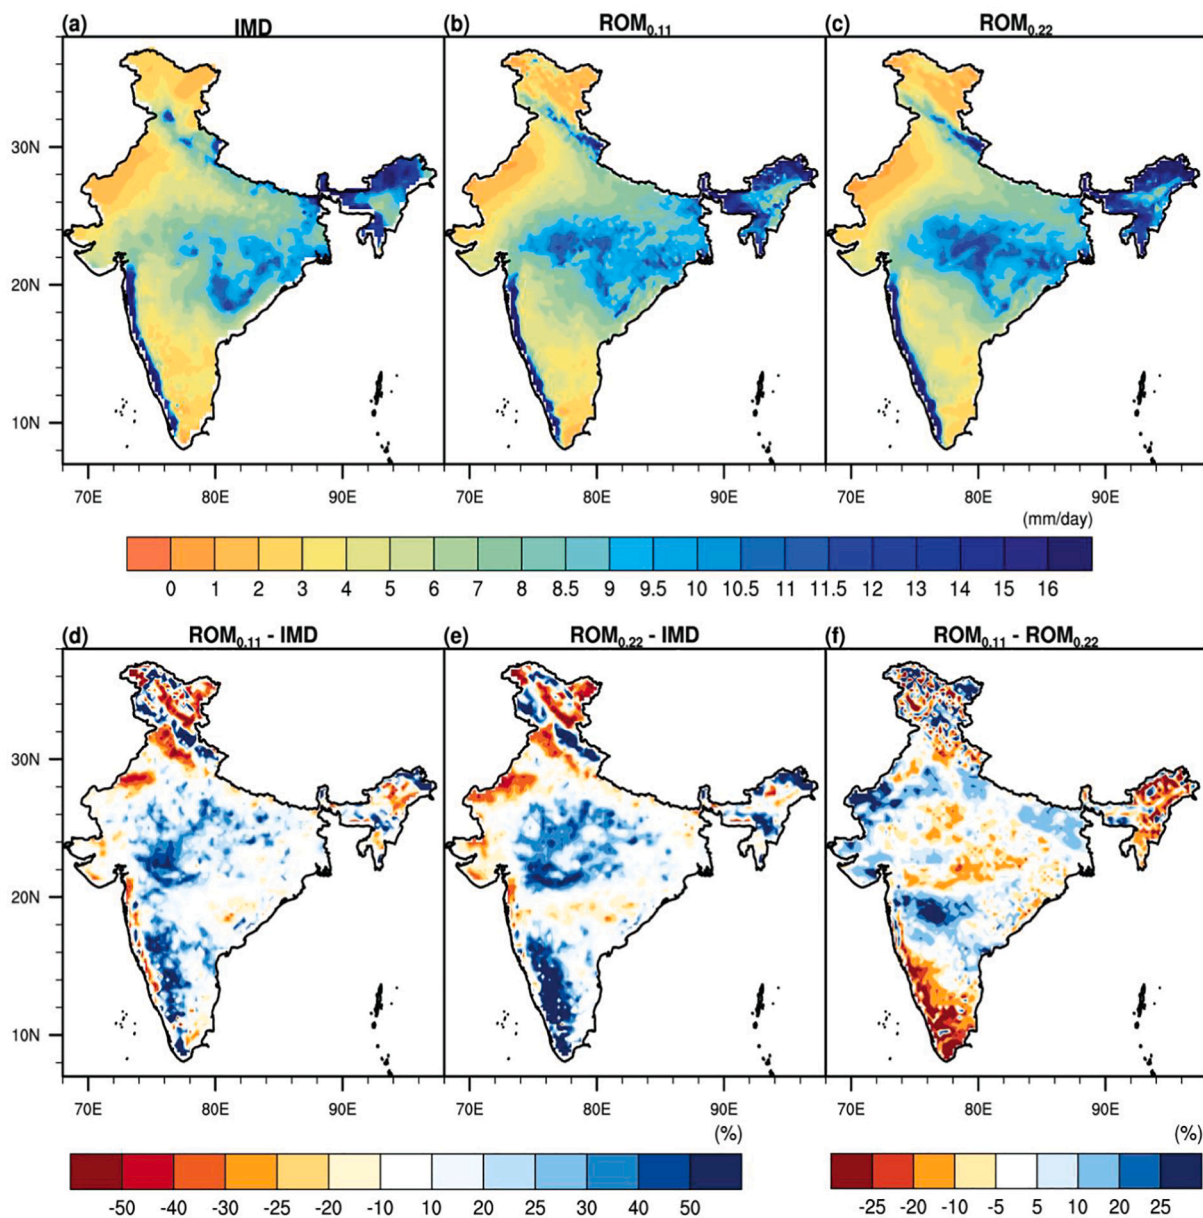 (a) IMD (b) ROM0.11 (c) ROM0.22
30N
20N
10N
70E 80E 90E 70E 80E 90E 70E 80E 90E
(mm/day)
0 1 2 3 4 5 6 7 8 8.5 9 9.5 10 10.5 11 11.5 12 13 14 15 16
(d) ROM0.11 - IMD (e) ROM0.22 - IMD (f) ROM0.11 - ROM0.22
30N
20N
10N
70E 80E 90E 70E 80E 90E 70E 80E 90E
(%) (%)
-50 -40 -30 -20 -10 10 20 25 30 40 50 -25 -20 -10 -5 5 10 20 25